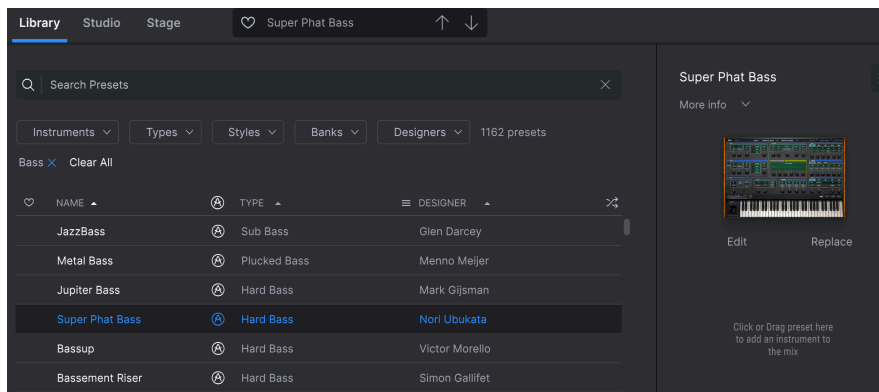 Library Studio Stage Super Phat Bass
Search Presets
Instruments Types Styles Banks Designers 1162 presets
Bass Clear All
NAME TYPE DESIGNER
JazzBass Sub Bass Glen Darcey
Metal Bass Plucked Bass Menno Meijer
Jupiter Bass Hard Bass Mark Gijsman
Super Phat Bass Hard Bass Nori Ubukata
Bassup Hard Bass Victor Morello
Bassement Riser Hard Bass Simon Gallifet
Super Phat Bass
More info
Edit Replace
Click or Drag preset here
to add an instrument to
the mix